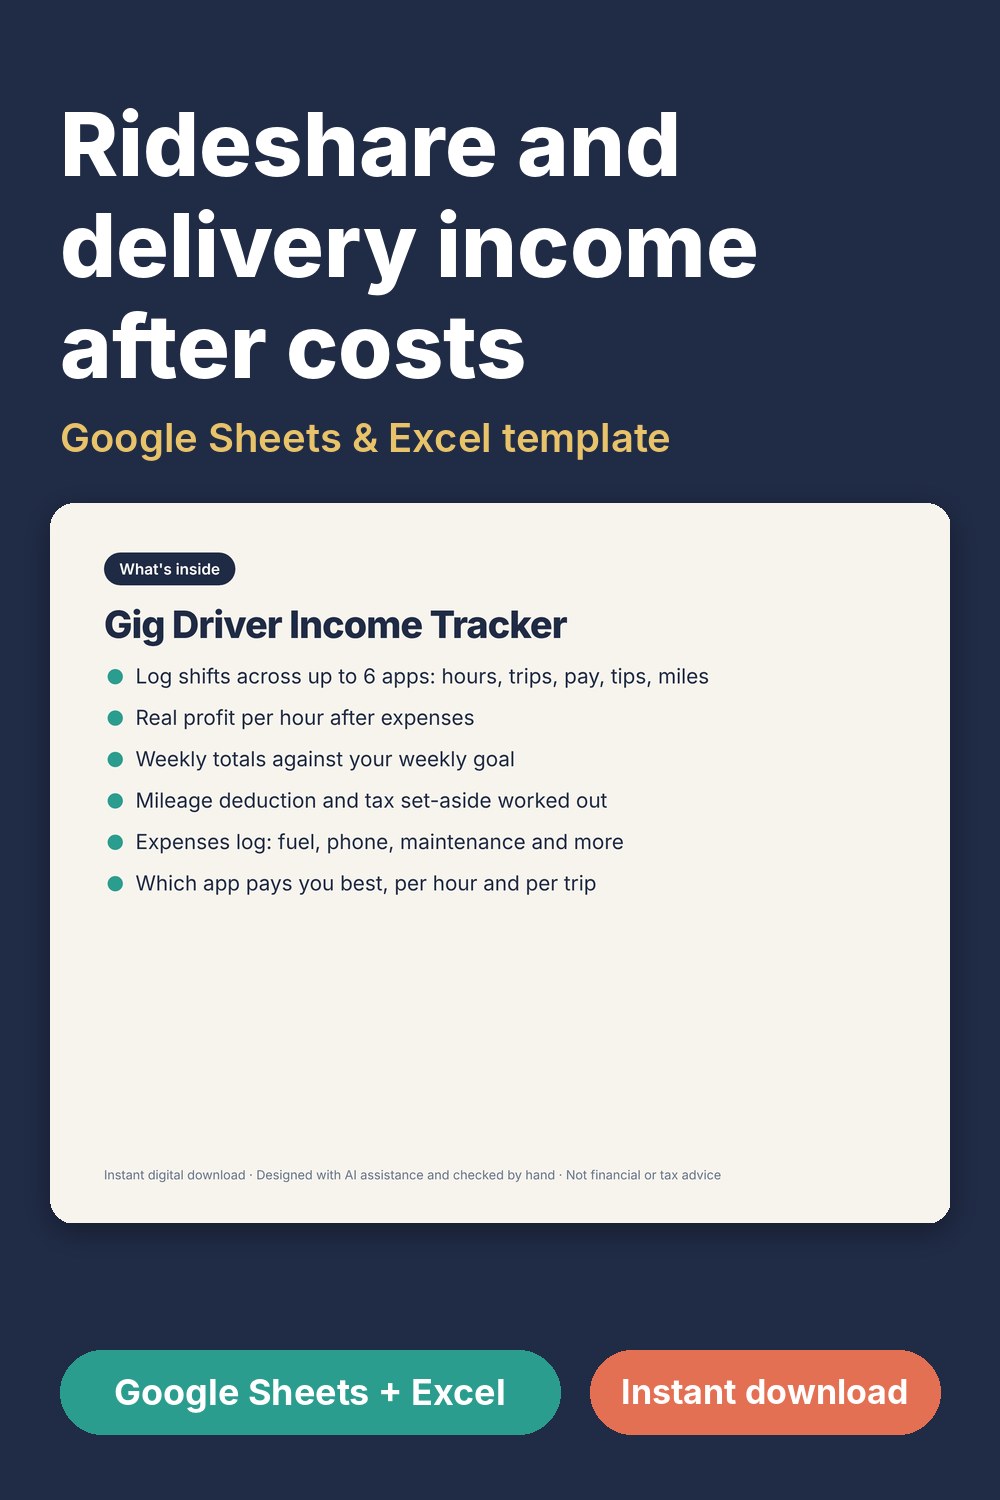 Rideshare and
delivery income
after costs
Google Sheets & Excel template
What's inside
Gig Driver Income Tracker
Log shifts across up to 6 apps: hours, trips, pay, tips, miles
Real profit per hour after expenses
Weekly totals against your weekly goal
Mileage deduction and tax set-aside worked out
Expenses log: fuel, phone, maintenance and more
Which app pays you best, per hour and per trip
Instant digital download · Designed with AI assistance and checked by hand · Not financial or tax advice
Google Sheets + Excel
Instant download